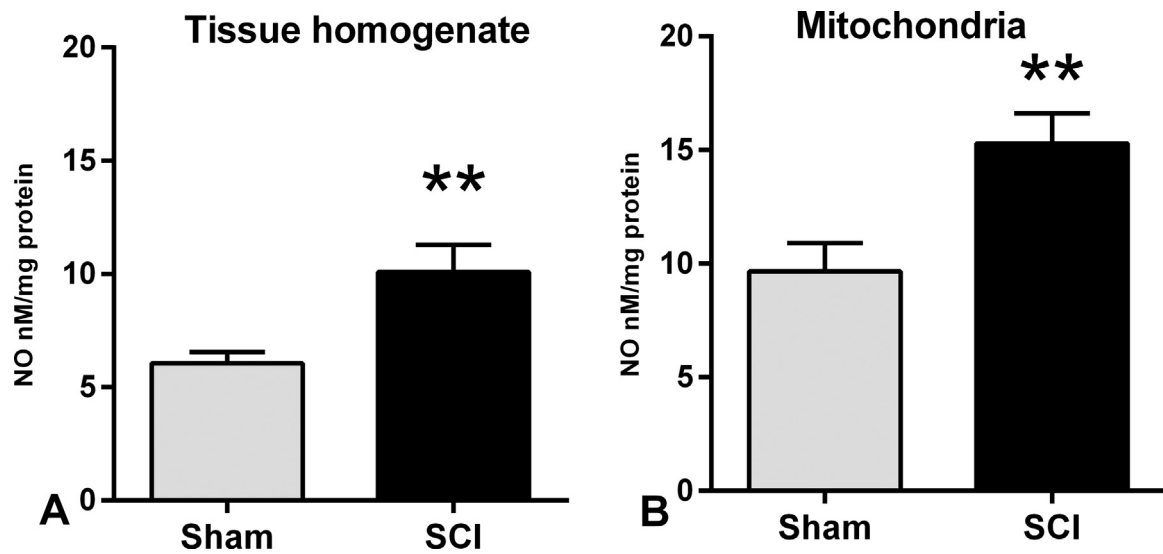 Tissue homogenate
20
15
10
5
0
NO nM/mg protein
**
Sham
SCI
A
Mitochondria
20
15
10
5
0
NO nM/mg protein
**
Sham
SCI
B